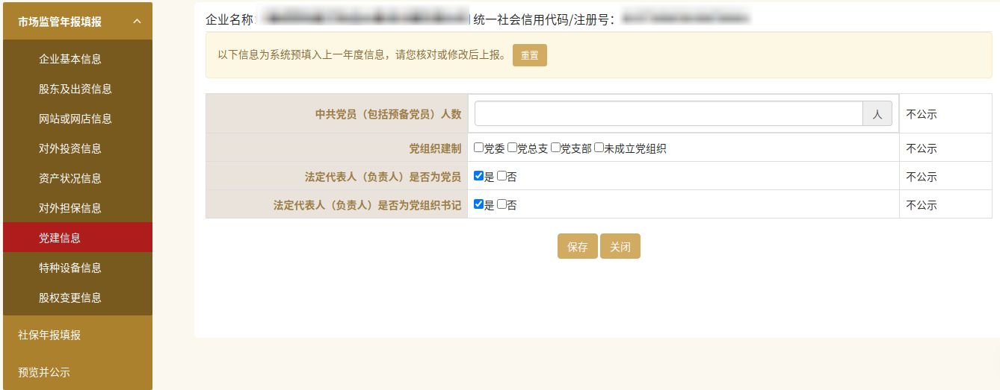 市场监管年报填报
企业基本信息
股东及出资信息
网站或网店信息
对外投资信息
资产状况信息
对外担保信息
党建信息
特种设备信息
股权变更信息
社保年报填报
预览并公示
企业名称： 统一社会信用代码/注册号：
以下信息为系统预填入上一年度信息，请您核对或修改后上报。 重置
中共党员（包括预备党员）人数 人 不公示
党组织建制 党委 党总支 党支部 未成立党组织 不公示
法定代表人（负责人）是否为党员 是 否 不公示
法定代表人（负责人）是否为党组织书记 是 否 不公示
保存 关闭